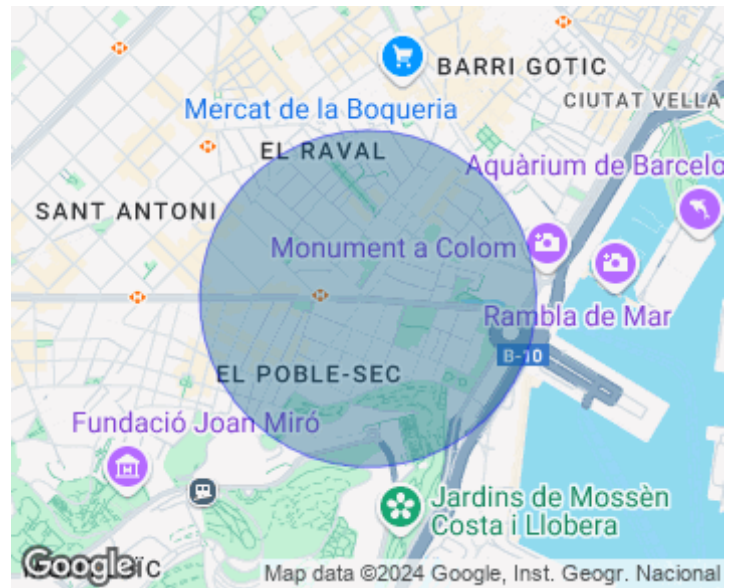 BARRI GOTIC
CIUTAT VELLA
Mercat de la Boqueria
EL RAVAL
Aquàrium de Barcelo
SANT ANTONI
Monument a Colom
Rambla de Mar
B-10
EL POBLE-SEC
Fundació Joan Miró
Jardins de Mossèn
Costa i Llobera
Google
Map data ©2024 Google, Inst. Geogr. Nacional